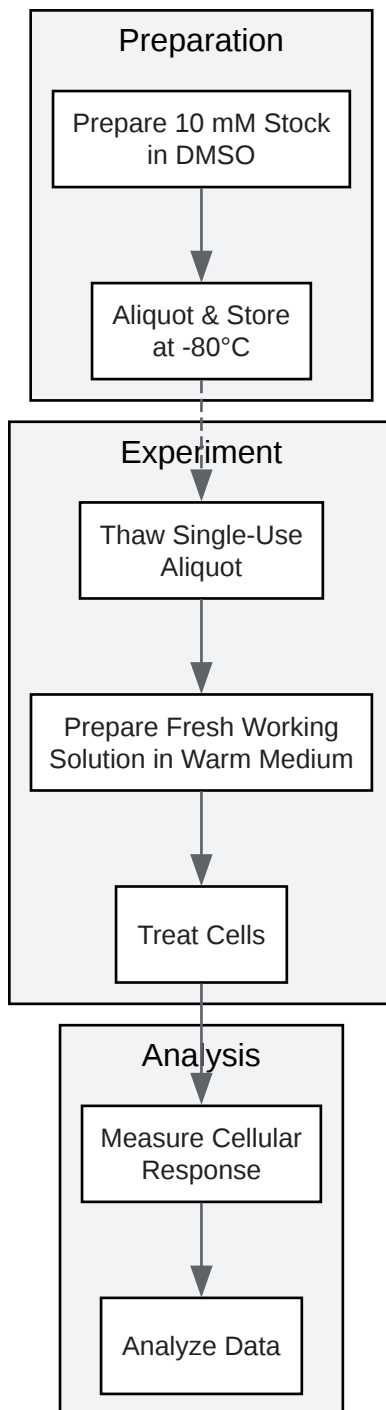 Preparation
Prepare 10 mM Stock
in DMSO
Aliquot & Store
at -80°C
Experiment
Thaw Single-Use
Aliquot
Prepare Fresh Working
Solution in Warm Medium
Treat Cells
Analysis
Measure Cellular
Response
Analyze Data